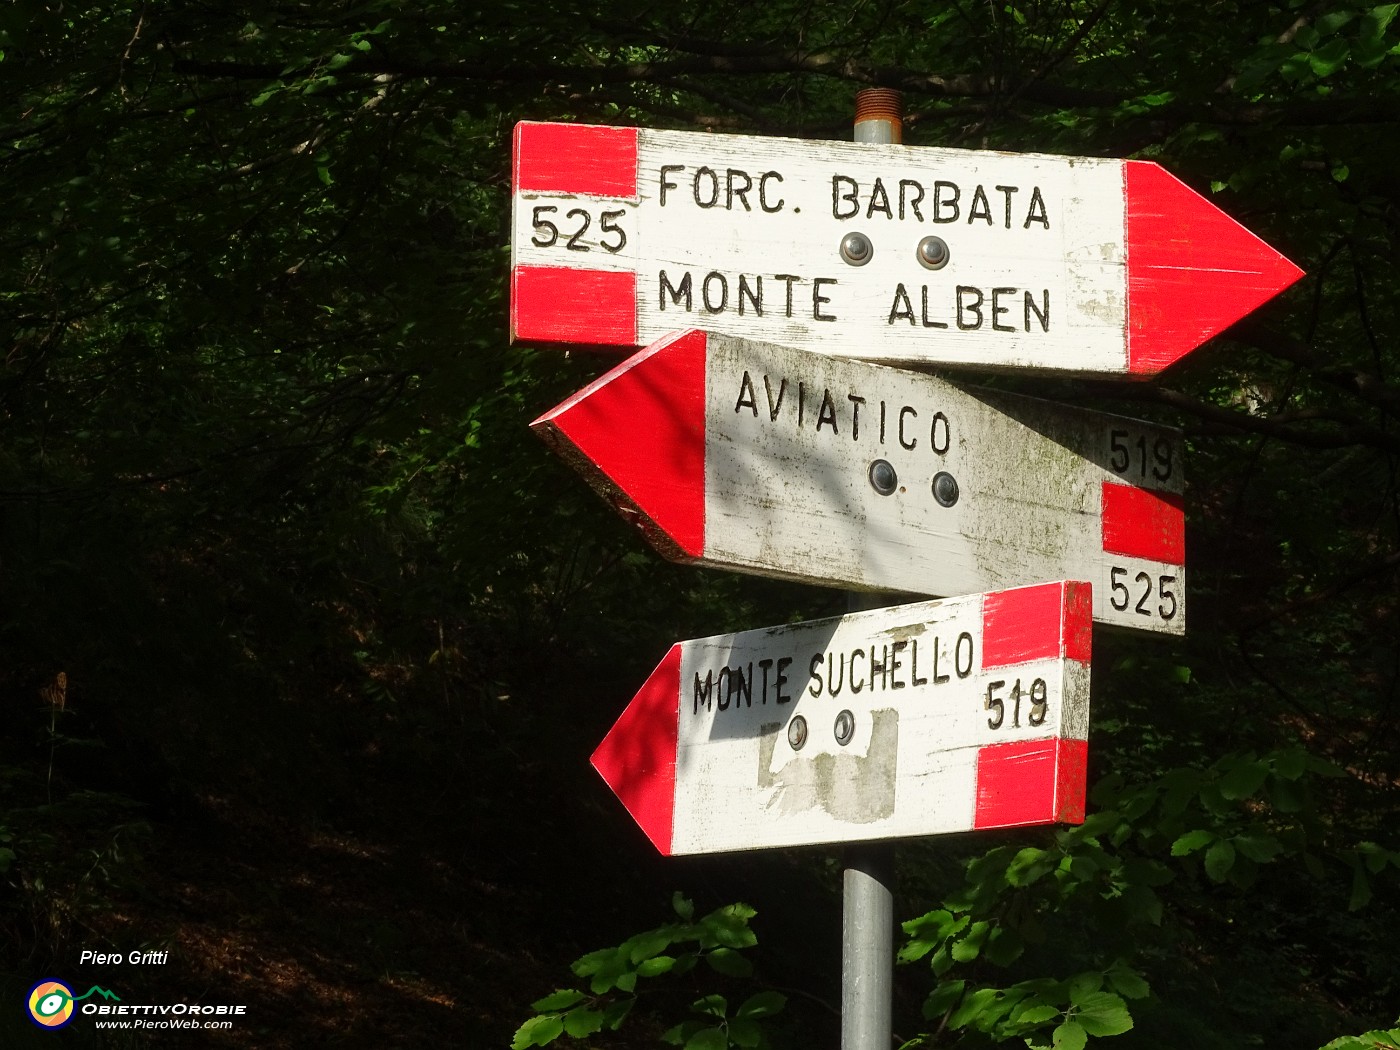 FORC. BARBATA
525
MONTE ALBEN
AVIATICO
519
525
MONTE SUCHELLO
519
Piero Gritti
OBIETTIVOROBIE
www.PieroWeb.com